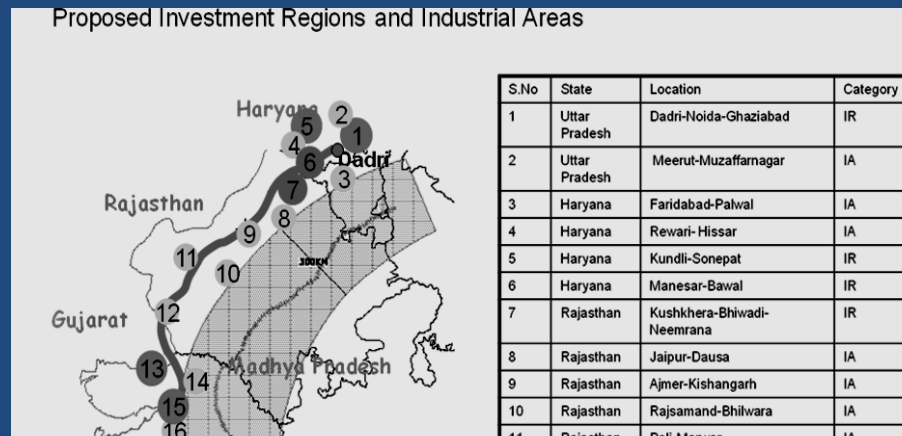 Proposed Investment Regions and Industrial Areas
Haryana
5
2
1
4
6
Dadri
7
3
Rajasthan
8
9
11
300KM
10
12
Gujarat
13
14
Madhya Pradesh
15
16
S.No State Location Category
1 Uttar Pradesh Dadri-Noida-Ghaziabad IR
2 Uttar Pradesh Meerut-Muzaffarnagar IA
3 Haryana Faridabad-Palwal IA
4 Haryana Rewari- Hissar IA
5 Haryana Kundli-Sonepat IR
6 Haryana Manesar-Bawal IR
7 Rajasthan Kushkhera-Bhiwadi-
Neemrana IR
8 Rajasthan Jaipur-Dausa IA
9 Rajasthan Ajmer-Kishangarh IA
10 Rajasthan Rajsamand-Bhilwara IA
11 Rajasthan